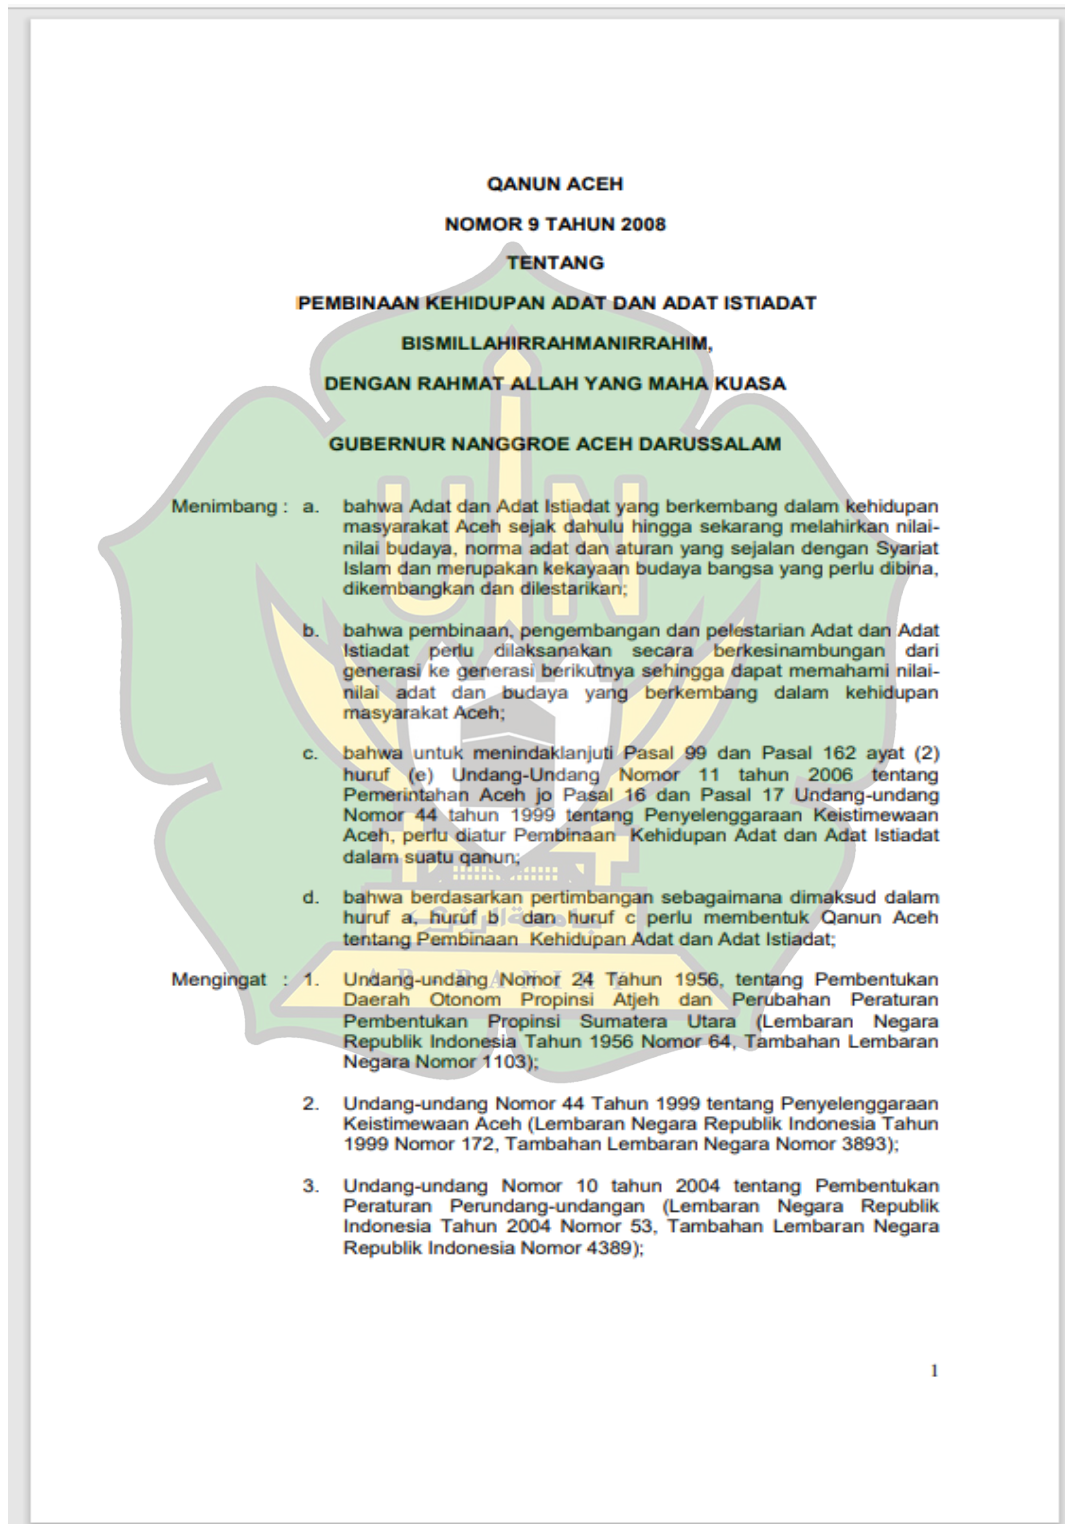 QANUN ACEH
NOMOR 9 TAHUN 2008
TENTANG
PEMBINAAN KEHIDUPAN ADAT DAN ADAT ISTIADAT
BISMILLAHIRRAHMANIRRAHIM,
DENGAN RAHMAT ALLAH YANG MAHA KUASA
GUBERNUR NANGGROE ACEH DARUSSALAM
Menimbang : a. bahwa Adat dan Adat Istiadat yang berkembang dalam kehidupan
masyarakat Aceh sejak dahulu hingga sekarang melahirkan nilai-
nilai budaya, norma adat dan aturan yang sejalan dengan Syariat
Islam dan merupakan kekayaan budaya bangsa yang perlu dibina,
dikembangkan dan dilestarikan;
b. bahwa pembinaan, pengembangan dan pelestarian Adat dan Adat
Istiadat perlu dilaksanakan secara berkesinambungan dari
generasi ke generasi berikutnya sehingga dapat memahami nilai-
nilai adat dan budaya yang berkembang dalam kehidupan
masyarakat Aceh;
c. bahwa untuk menindaklanjuti Pasal 99 dan Pasal 162 ayat (2)
huruf (e) Undang-Undang Nomor 11 tahun 2006 tentang
Pemerintahan Aceh jo Pasal 16 dan Pasal 17 Undang-undang
Nomor 44 tahun 1999 tentang Penyelenggaraan Keistimewaan
Aceh, perlu diatur Pembinaan Kehidupan Adat dan Adat Istiadat
dalam suatu qanun;
d. bahwa berdasarkan pertimbangan sebagaimana dimaksud dalam
huruf a, huruf b dan huruf c perlu membentuk Qanun Aceh
tentang Pembinaan Kehidupan Adat dan Adat Istiadat;
Mengingat : 1. Undang-undang Nomor 24 Tahun 1956, tentang Pembentukan
Daerah Otonom Propinsi Atjeh dan Perubahan Peraturan
Pembentukan Propinsi Sumatera Utara (Lembaran Negara
Republik Indonesia Tahun 1956 Nomor 64, Tambahan Lembaran
Negara Nomor 1103);
2. Undang-undang Nomor 44 Tahun 1999 tentang Penyelenggaraan
Keistimewaan Aceh (Lembaran Negara Republik Indonesia Tahun
1999 Nomor 172, Tambahan Lembaran Negara Nomor 3893);
3. Undang-undang Nomor 10 tahun 2004 tentang Pembentukan
Peraturan Perundang-undangan (Lembaran Negara Republik
Indonesia Tahun 2004 Nomor 53, Tambahan Lembaran Negara
Republik Indonesia Nomor 4389);
1
UIN
جامعة الرانري
AR-RANIRY